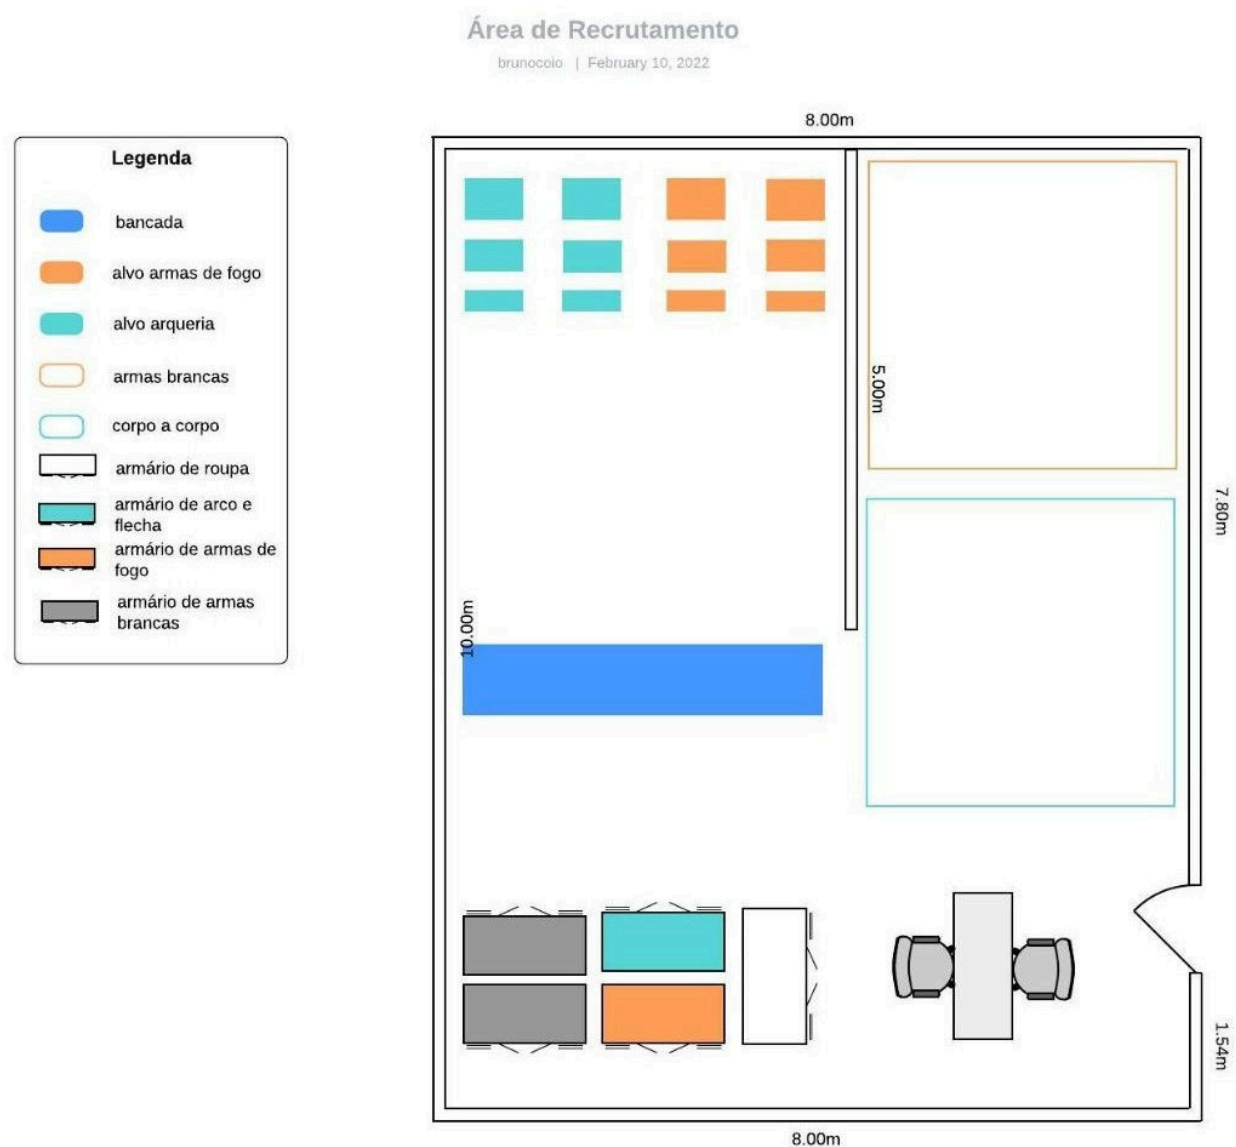 Área de Recrutamento
brunocoio | February 10, 2022
8.00m
Legenda
bancada
alvo armas de fogo
alvo arqueria
armas brancas
corpo a corpo
armário de roupa
armário de arco e
flecha
armário de armas de
fogo
armário de armas
brancas
5.00m
7.80m
10.00m
1.54m
8.00m